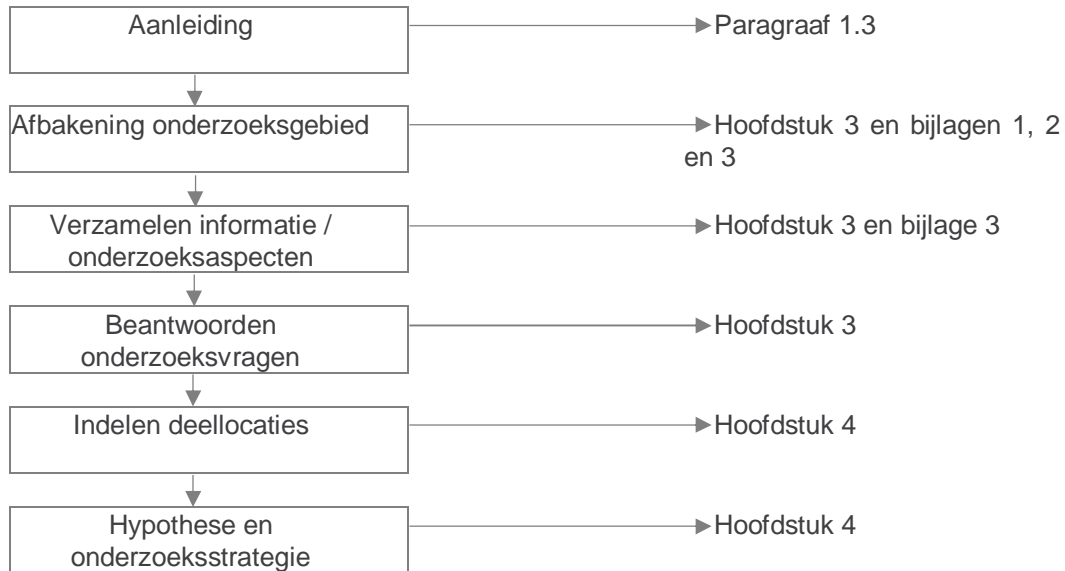 Aanleiding
Paragraaf 1.3
Afbakening onderzoeksgebied
Hoofdstuk 3 en bijlagen 1, 2
en 3
Verzamelen informatie /
onderzoeksaspecten
Hoofdstuk 3 en bijlage 3
Beantwoorden
onderzoeksvragen
Hoofdstuk 3
Indelen deellocaties
Hoofdstuk 4
Hypothese en
onderzoeksstrategie
Hoofdstuk 4